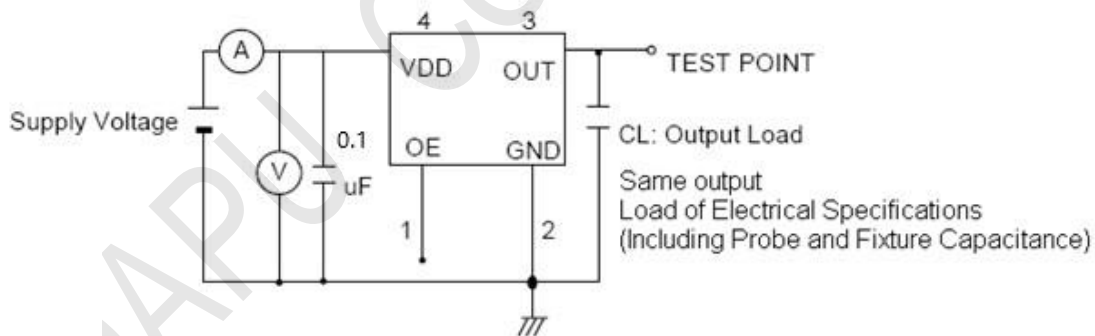 4 3
A
VDD OUT
TEST POINT
Supply Voltage
0.1
uF
V
OE GND
CL: Output Load
Same output
Load of Electrical Specifications
(Including Probe and Fixture Capacitance)
1 2